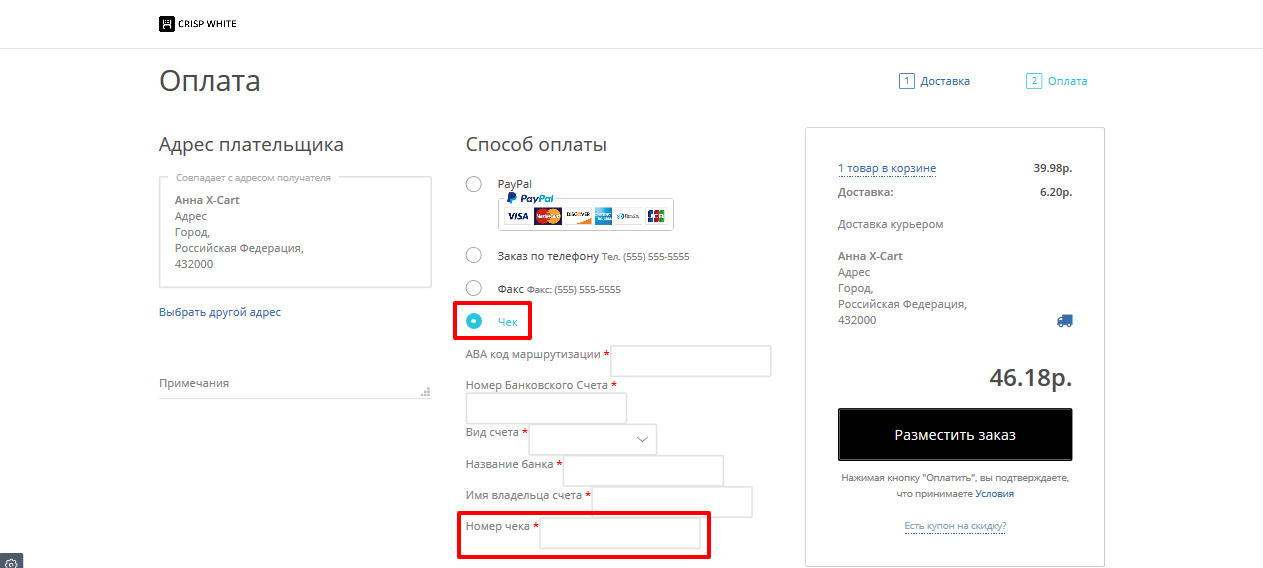 CRISP WHITE
Оплата
1 Доставка
2 Оплата
Адрес плательщика
Совпадает с адресом получателя
Анна X-Cart
Адрес
Город,
Российская Федерация,
432000
Выбрать другой адрес
Примечания
Способ оплаты
PayPal
PayPal
VISA MasterCard DISCOVER JCB
Заказ по телефону Тел. (555) 555-5555
Факс Факс: (555) 555-5555
Чек
ABA код маршрутизации *
Номер Банковского Счета *
Вид счета *
Название банка *
Имя владельца счета *
Номер чека *
1 товар в корзине 39.98р.
Доставка: 6.20р.
Доставка курьером
Анна X-Cart
Адрес
Город,
Российская Федерация,
432000
46.18р.
Разместить заказ
Нажимая кнопку "Оплатить", вы подтверждаете,
что принимаете Условия
Есть купон на скидку?